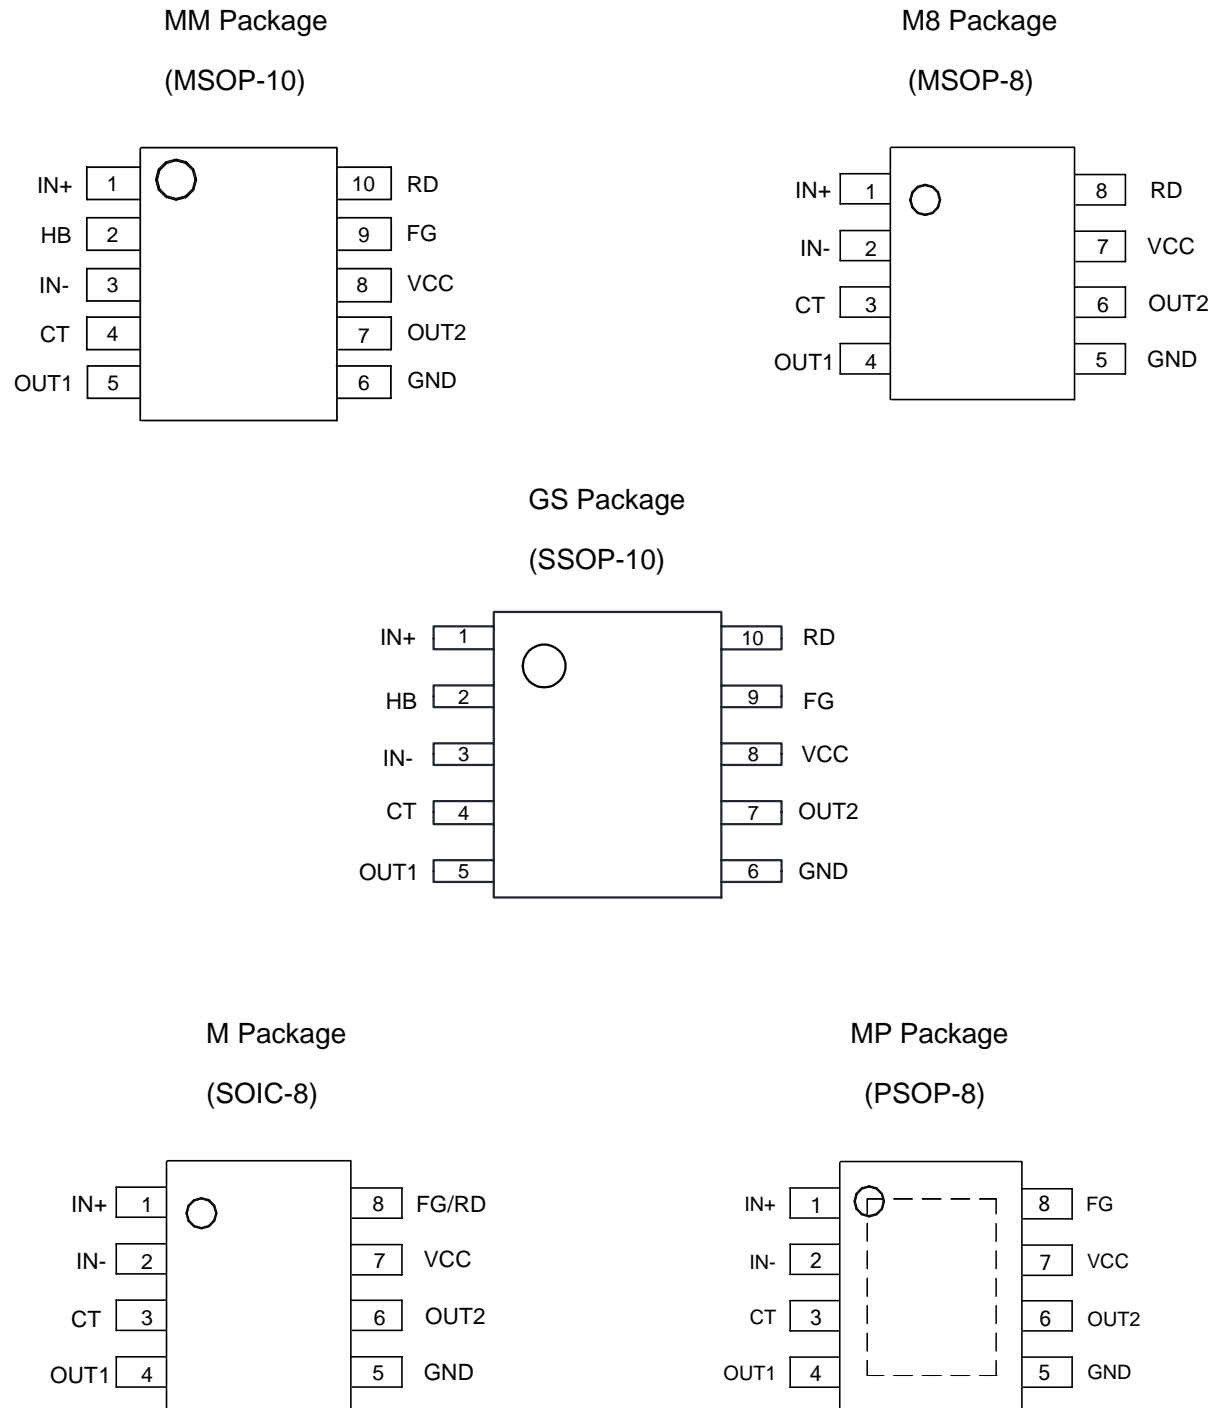 MM Package
(MSOP-10)
IN+ 1 10 RD
HB 2 9 FG
IN- 3 8 VCC
CT 4 7 OUT2
OUT1 5 6 GND
M8 Package
(MSOP-8)
IN+ 1 8 RD
IN- 2 7 VCC
CT 3 6 OUT2
OUT1 4 5 GND
GS Package
(SSOP-10)
IN+ 1 10 RD
HB 2 9 FG
IN- 3 8 VCC
CT 4 7 OUT2
OUT1 5 6 GND
M Package
(SOIC-8)
IN+ 1 8 FG/RD
IN- 2 7 VCC
CT 3 6 OUT2
OUT1 4 5 GND
MP Package
(PSOP-8)
IN+ 1 8 FG
IN- 2 7 VCC
CT 3 6 OUT2
OUT1 4 5 GND